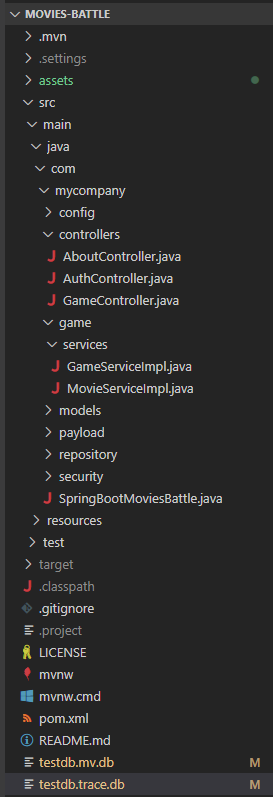 MOVIES-BATTLE
.mvn
.settings
assets
src
main
java
com
mycompany
config
controllers
AboutController.java
AuthController.java
GameController.java
game
services
GameServiceImpl.java
MovieServiceImpl.java
models
payload
repository
security
SpringBootMoviesBattle.java
resources
test
target
.classpath
.gitignore
.project
LICENSE
mvnw
mvnw.cmd
pom.xml
README.md
testdb.mv.db M
testdb.trace.db M